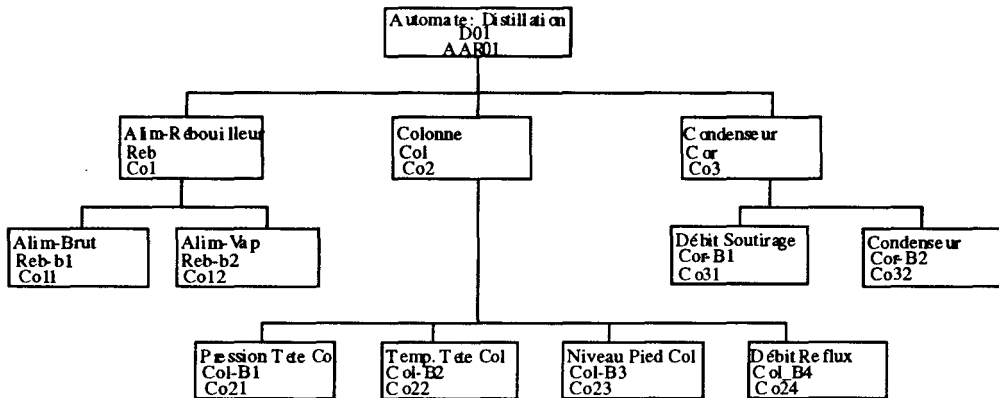 Automate: Distillation
D01
AAR01
Alim-Rebouilleur
Reb
Co1
Colonne
Col
Co2
Condenseur
Cor
Co3
Alim-Brut
Reb-b1
Co11
Alim-Vap
Reb-b2
Co12
Débit Soutirage
Cor-B1
Co31
Condenseur
Cor-B2
Co32
Pression Tete Col
Col-B1
Co21
Temp. Tete Col
Col-B2
Co22
Niveau Pied Col
Col-B3
Co23
Débit Reflux
Col_B4
Co24